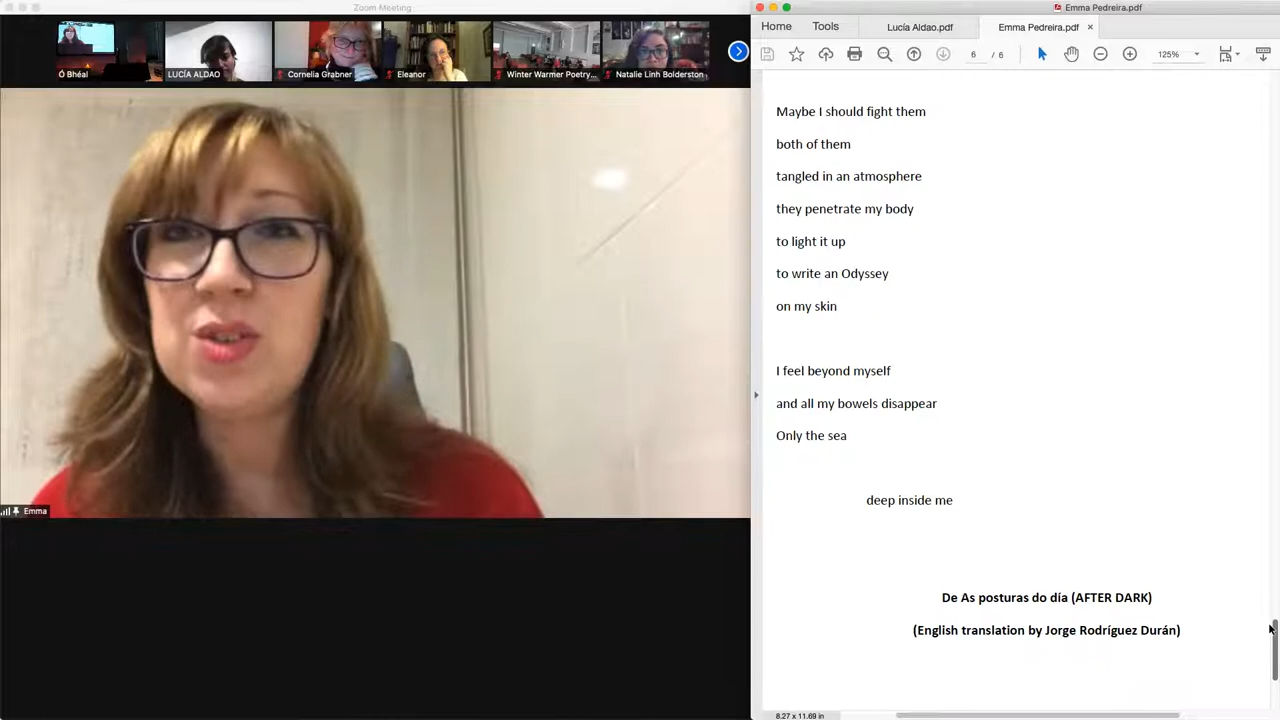 Zoom Meeting
Ó Bhéal
LUCÍA ALDAO
Cornelia Grabner
Eleanor
Winter Warmer Poetry...
Natalie Linh Bolderston
Emma
Emma Pedreira.pdf
Home
Tools
Lucía Aldao.pdf
Emma Pedreira.pdf
6 / 6
125%
Maybe I should fight them
both of them
tangled in an atmosphere
they penetrate my body
to light it up
to write an Odyssey
on my skin
I feel beyond myself
and all my bowels disappear
Only the sea
deep inside me
De As posturas do día (AFTER DARK)
(English translation by Jorge Rodríguez Durán)
8.27 x 11.69 in